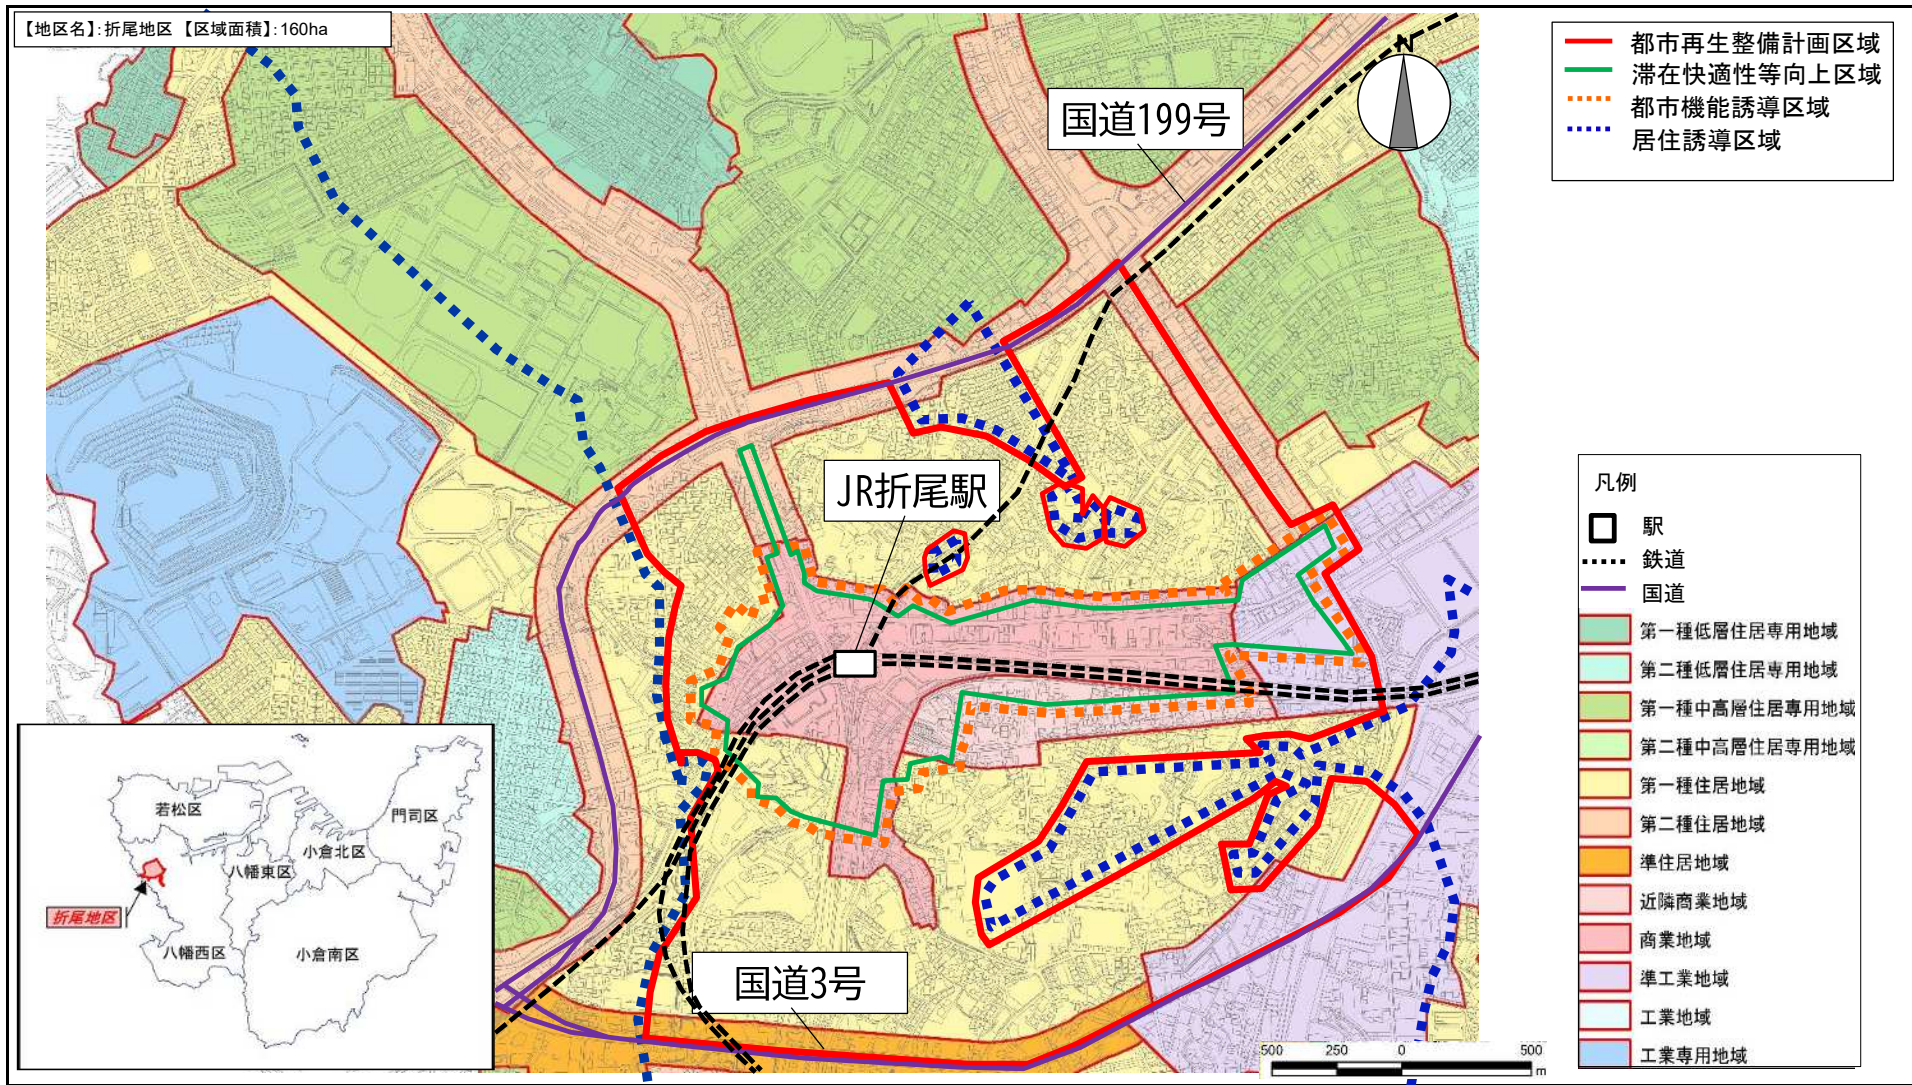 【地区名】:折尾地区 【区域面積】:160ha
N
国道199号
JR折尾駅
国道3号
都市再生整備計画区域
滞在快適性等向上区域
都市機能誘導区域
居住誘導区域
凡例
駅
鉄道
国道
第一種低層住居専用地域
第二種低層住居専用地域
第一種中高層住居専用地域
第二種中高層住居専用地域
第一種住居地域
第二種住居地域
準住居地域
近隣商業地域
商業地域
準工業地域
工業地域
工業専用地域
若松区
門司区
小倉北区
八幡東区
折尾地区
八幡西区
小倉南区
500 250 0 500
m